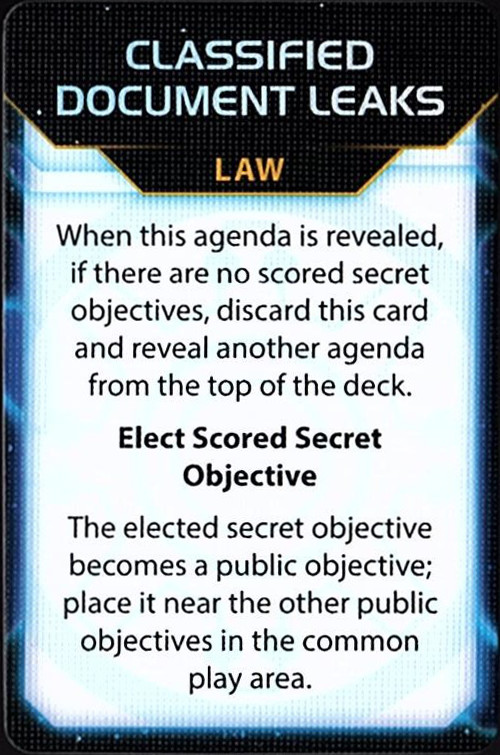 CLASSIFIED
DOCUMENT LEAKS
LAW
When this agenda is revealed,
if there are no scored secret
objectives, discard this card
and reveal another agenda
from the top of the deck.
Elect Scored Secret
Objective
The elected secret objective
becomes a public objective;
place it near the other public
objectives in the common
play area.